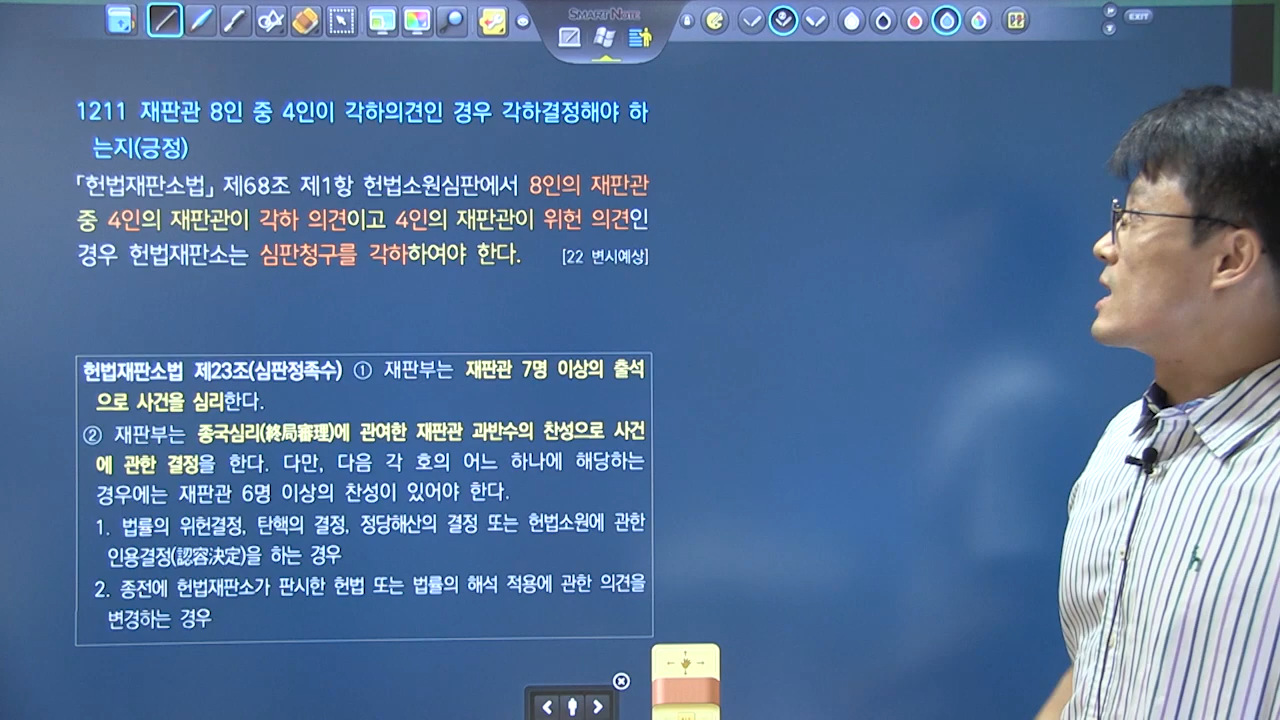 SMARTNOTE
EXIT
1211 재판관 8인 중 4인이 각하의견인 경우 각하결정해야 하
는지(긍정)
「헌법재판소법」 제68조 제1항 헌법소원심판에서 8인의 재판관
중 4인의 재판관이 각하 의견이고 4인의 재판관이 위헌 의견인
경우 헌법재판소는 심판청구를 각하하여야 한다. [22 변시예상]
헌법재판소법 제23조(심판정족수) ① 재판부는 재판관 7명 이상의 출석
으로 사건을 심리한다.
② 재판부는 종국심리(終局審理)에 관여한 재판관 과반수의 찬성으로 사건
에 관한 결정을 한다. 다만, 다음 각 호의 어느 하나에 해당하는
경우에는 재판관 6명 이상의 찬성이 있어야 한다.
1. 법률의 위헌결정, 탄핵의 결정, 정당해산의 결정 또는 헌법소원에 관한
인용결정(認容決定)을 하는 경우
2. 종전에 헌법재판소가 판시한 헌법 또는 법률의 해석 적용에 관한 의견을
변경하는 경우